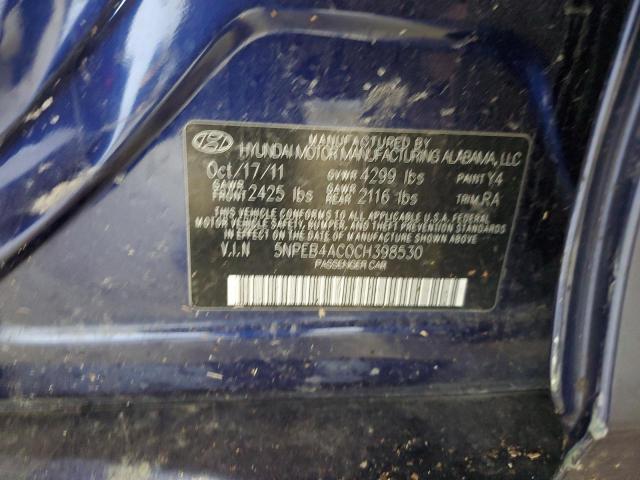 MANUFACTURED BY
HYUNDAI MOTOR MANUFACTURING ALABAMA, LLC
Oct/17/11 GVWR 4299 lbs PAINT Y4
GAWR FRONT 2425 lbs GAWR REAR 2116 lbs TRIM RA
THIS VEHICLE CONFORMS TO ALL APPLICABLE U.S.A. FEDERAL
MOTOR VEHICLE SAFETY, BUMPER, AND THEFT PREVENTION
STANDARDS IN EFFECT ON THE DATE OF MANUFACTURE SHOWN ABOVE.
V.I.N 5NPEB4AC0CH398530
PASSENGER CAR